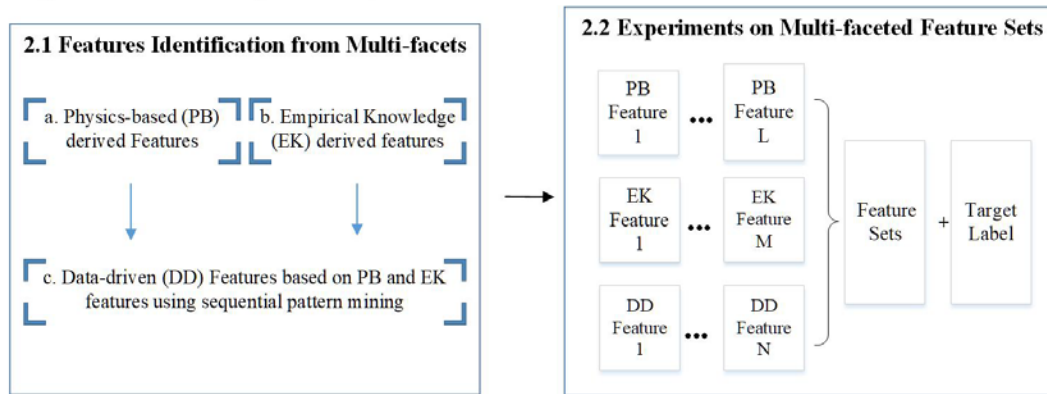 2.1 Features Identification from Multi-facets
a. Physics-based (PB)
derived Features
b. Empirical Knowledge
(EK) derived features
c. Data-driven (DD) Features based on PB and EK
features using sequential pattern mining
2.2 Experiments on Multi-faceted Feature Sets
PB
Feature
1
...
PB
Feature
L
EK
Feature
1
...
EK
Feature
M
DD
Feature
1
...
DD
Feature
N
Feature
Sets
+
Target
Label